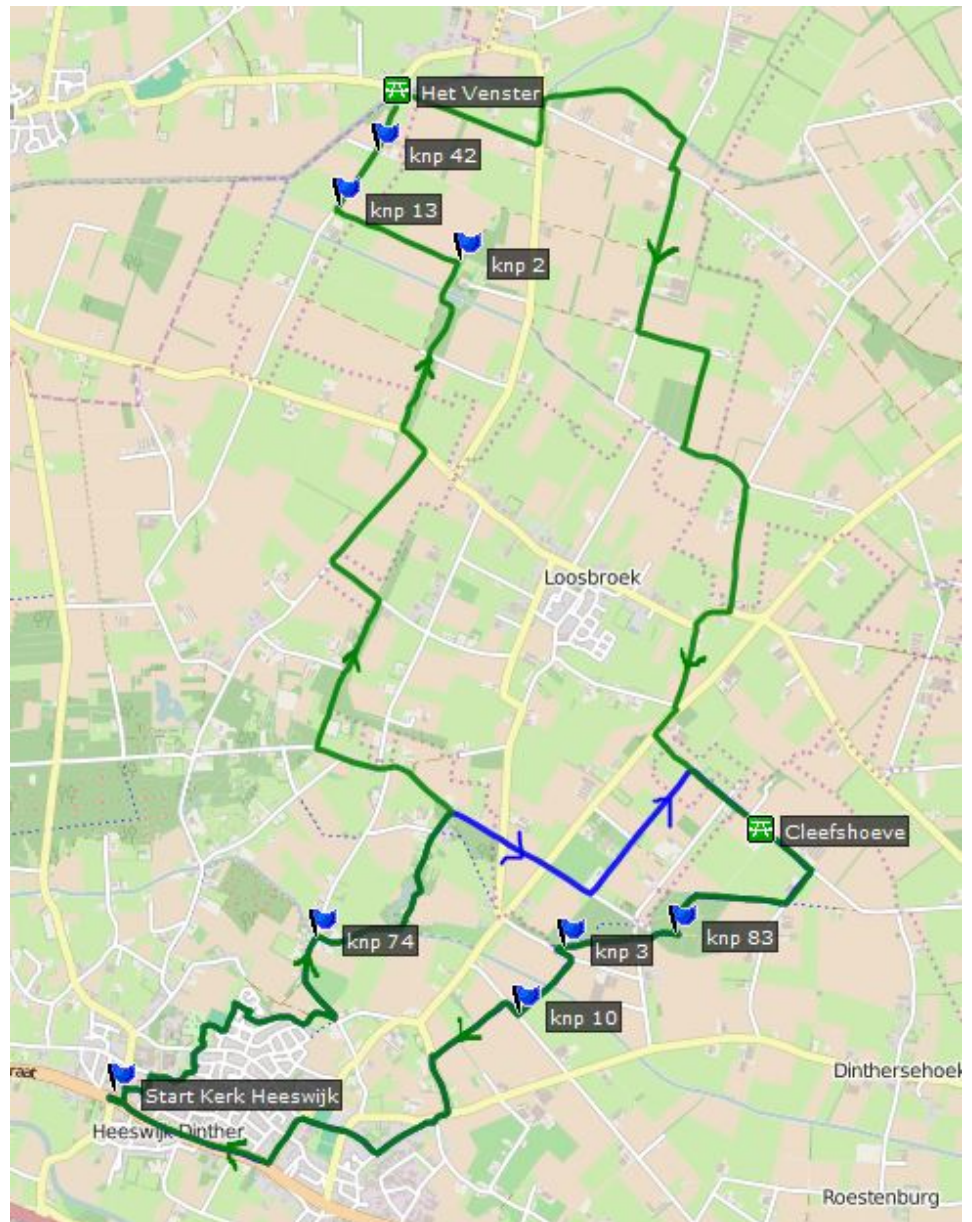 Het Venster
knp 42
knp 13
knp 2
Loosbroek
Cleefshoeve
knp 74
knp 3
knp 83
knp 10
raat
Dinthersehoek
Start Kerk Heeswijk
Heeswijk-Dinther
Roestenburg